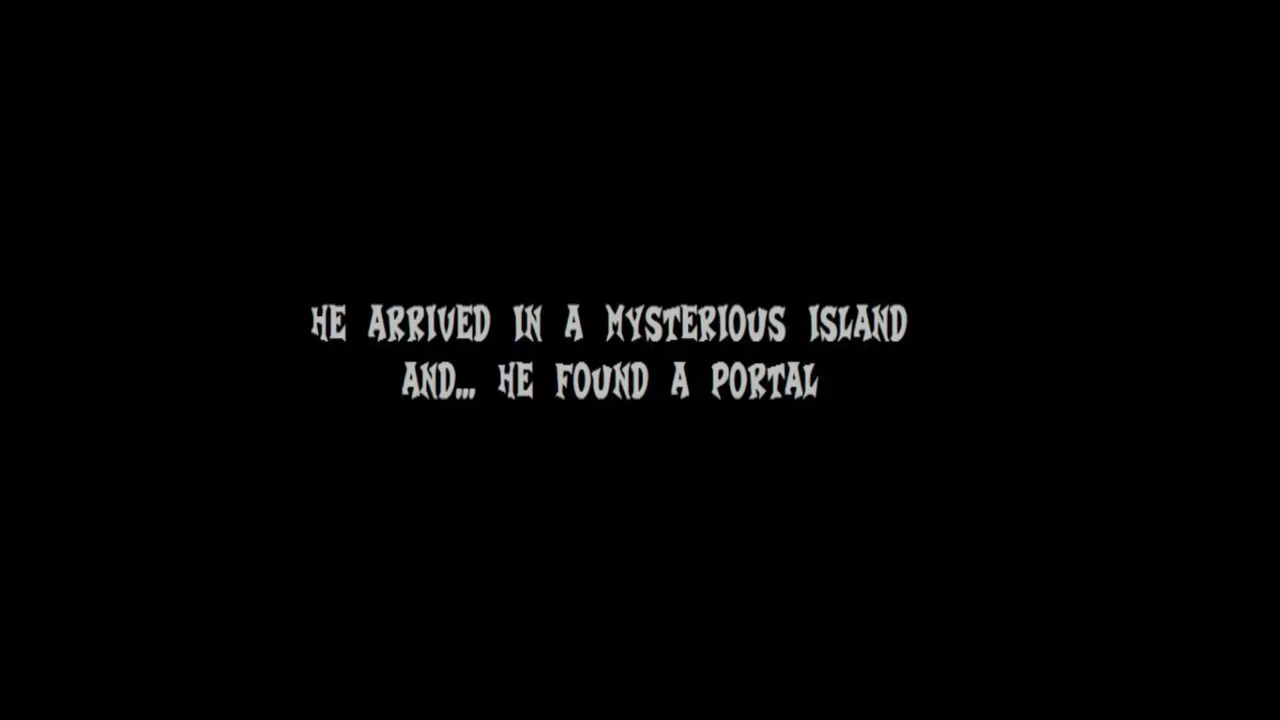 HE ARRIVED IN A MYSTERIOUS ISLAND
AND... HE FOUND A PORTAL